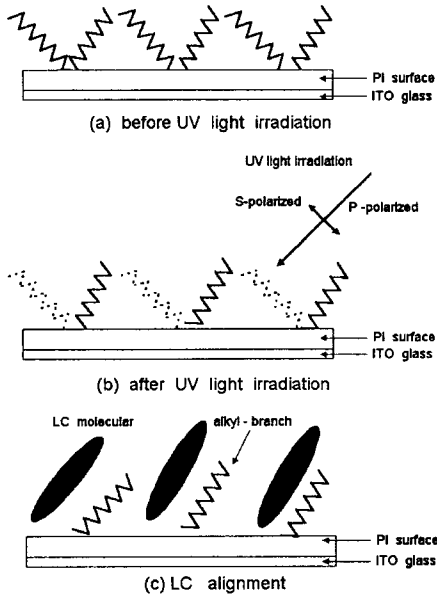 PI surface
ITO glass
(a) before UV light irradiation
UV light irradiation
S-polarized
P-polarized
PI surface
ITO glass
(b) after UV light irradiation
LC molecular
alkyl-branch
PI surface
ITO glass
(c) LC alignment